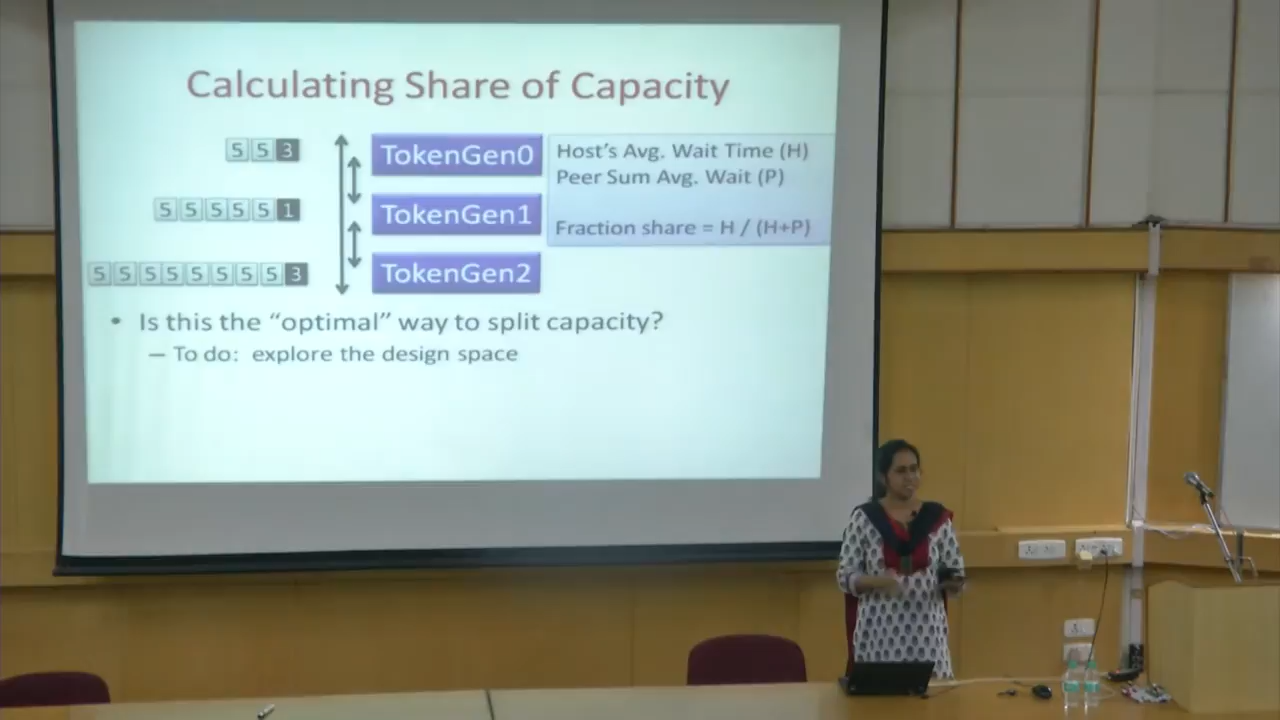 Calculating Share of Capacity
5 5 3
TokenGen0
Host's Avg. Wait Time (H)
Peer Sum Avg. Wait (P)
5 5 5 5 5 1
TokenGen1
Fraction share = H / (H+P)
5 5 5 5 5 5 5 5 3
TokenGen2
• Is this the “optimal” way to split capacity?
– To do: explore the design space